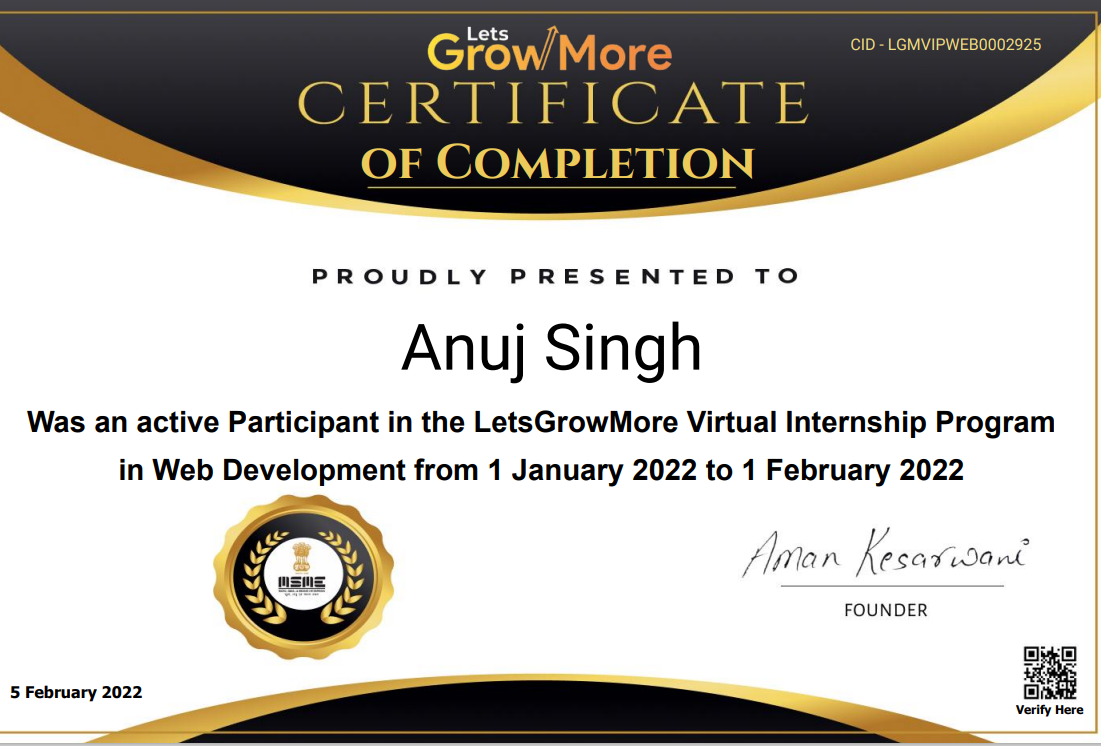 Lets
Grow More
CID - LGMVIPWEB0002925
CERTIFICATE
OF COMPLETION
PROUDLY PRESENTED TO
Anuj Singh
Was an active Participant in the LetsGrowMore Virtual Internship Program
in Web Development from 1 January 2022 to 1 February 2022
MSME
Aman Kesarwani
FOUNDER
5 February 2022
Verify Here